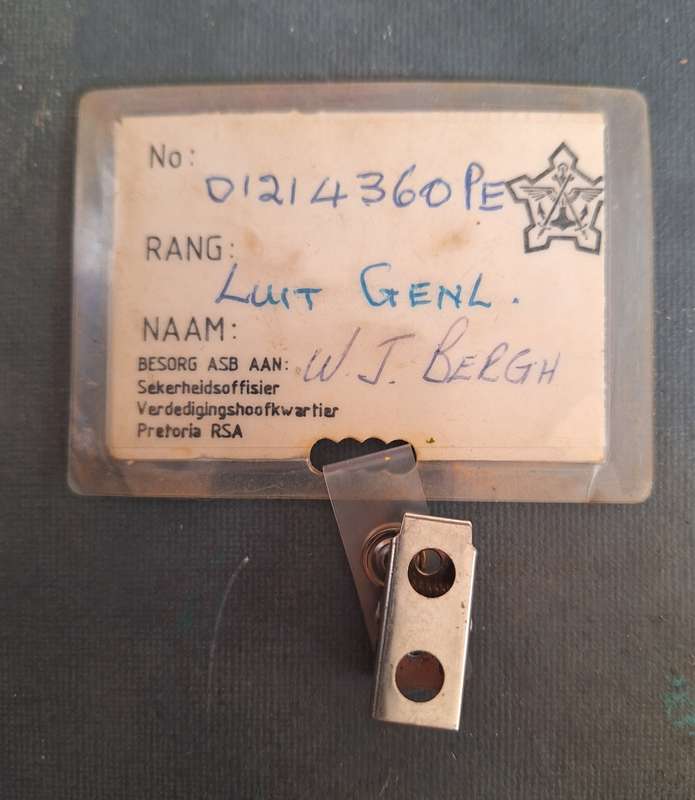 No:
01214360PE
RANG:
LUIT GENL.
NAAM:
W J. BERGH
BESORG ASB AAN:
Sekerheidsoffisier
Verdedigingshoofkwartier
Pretoria RSA